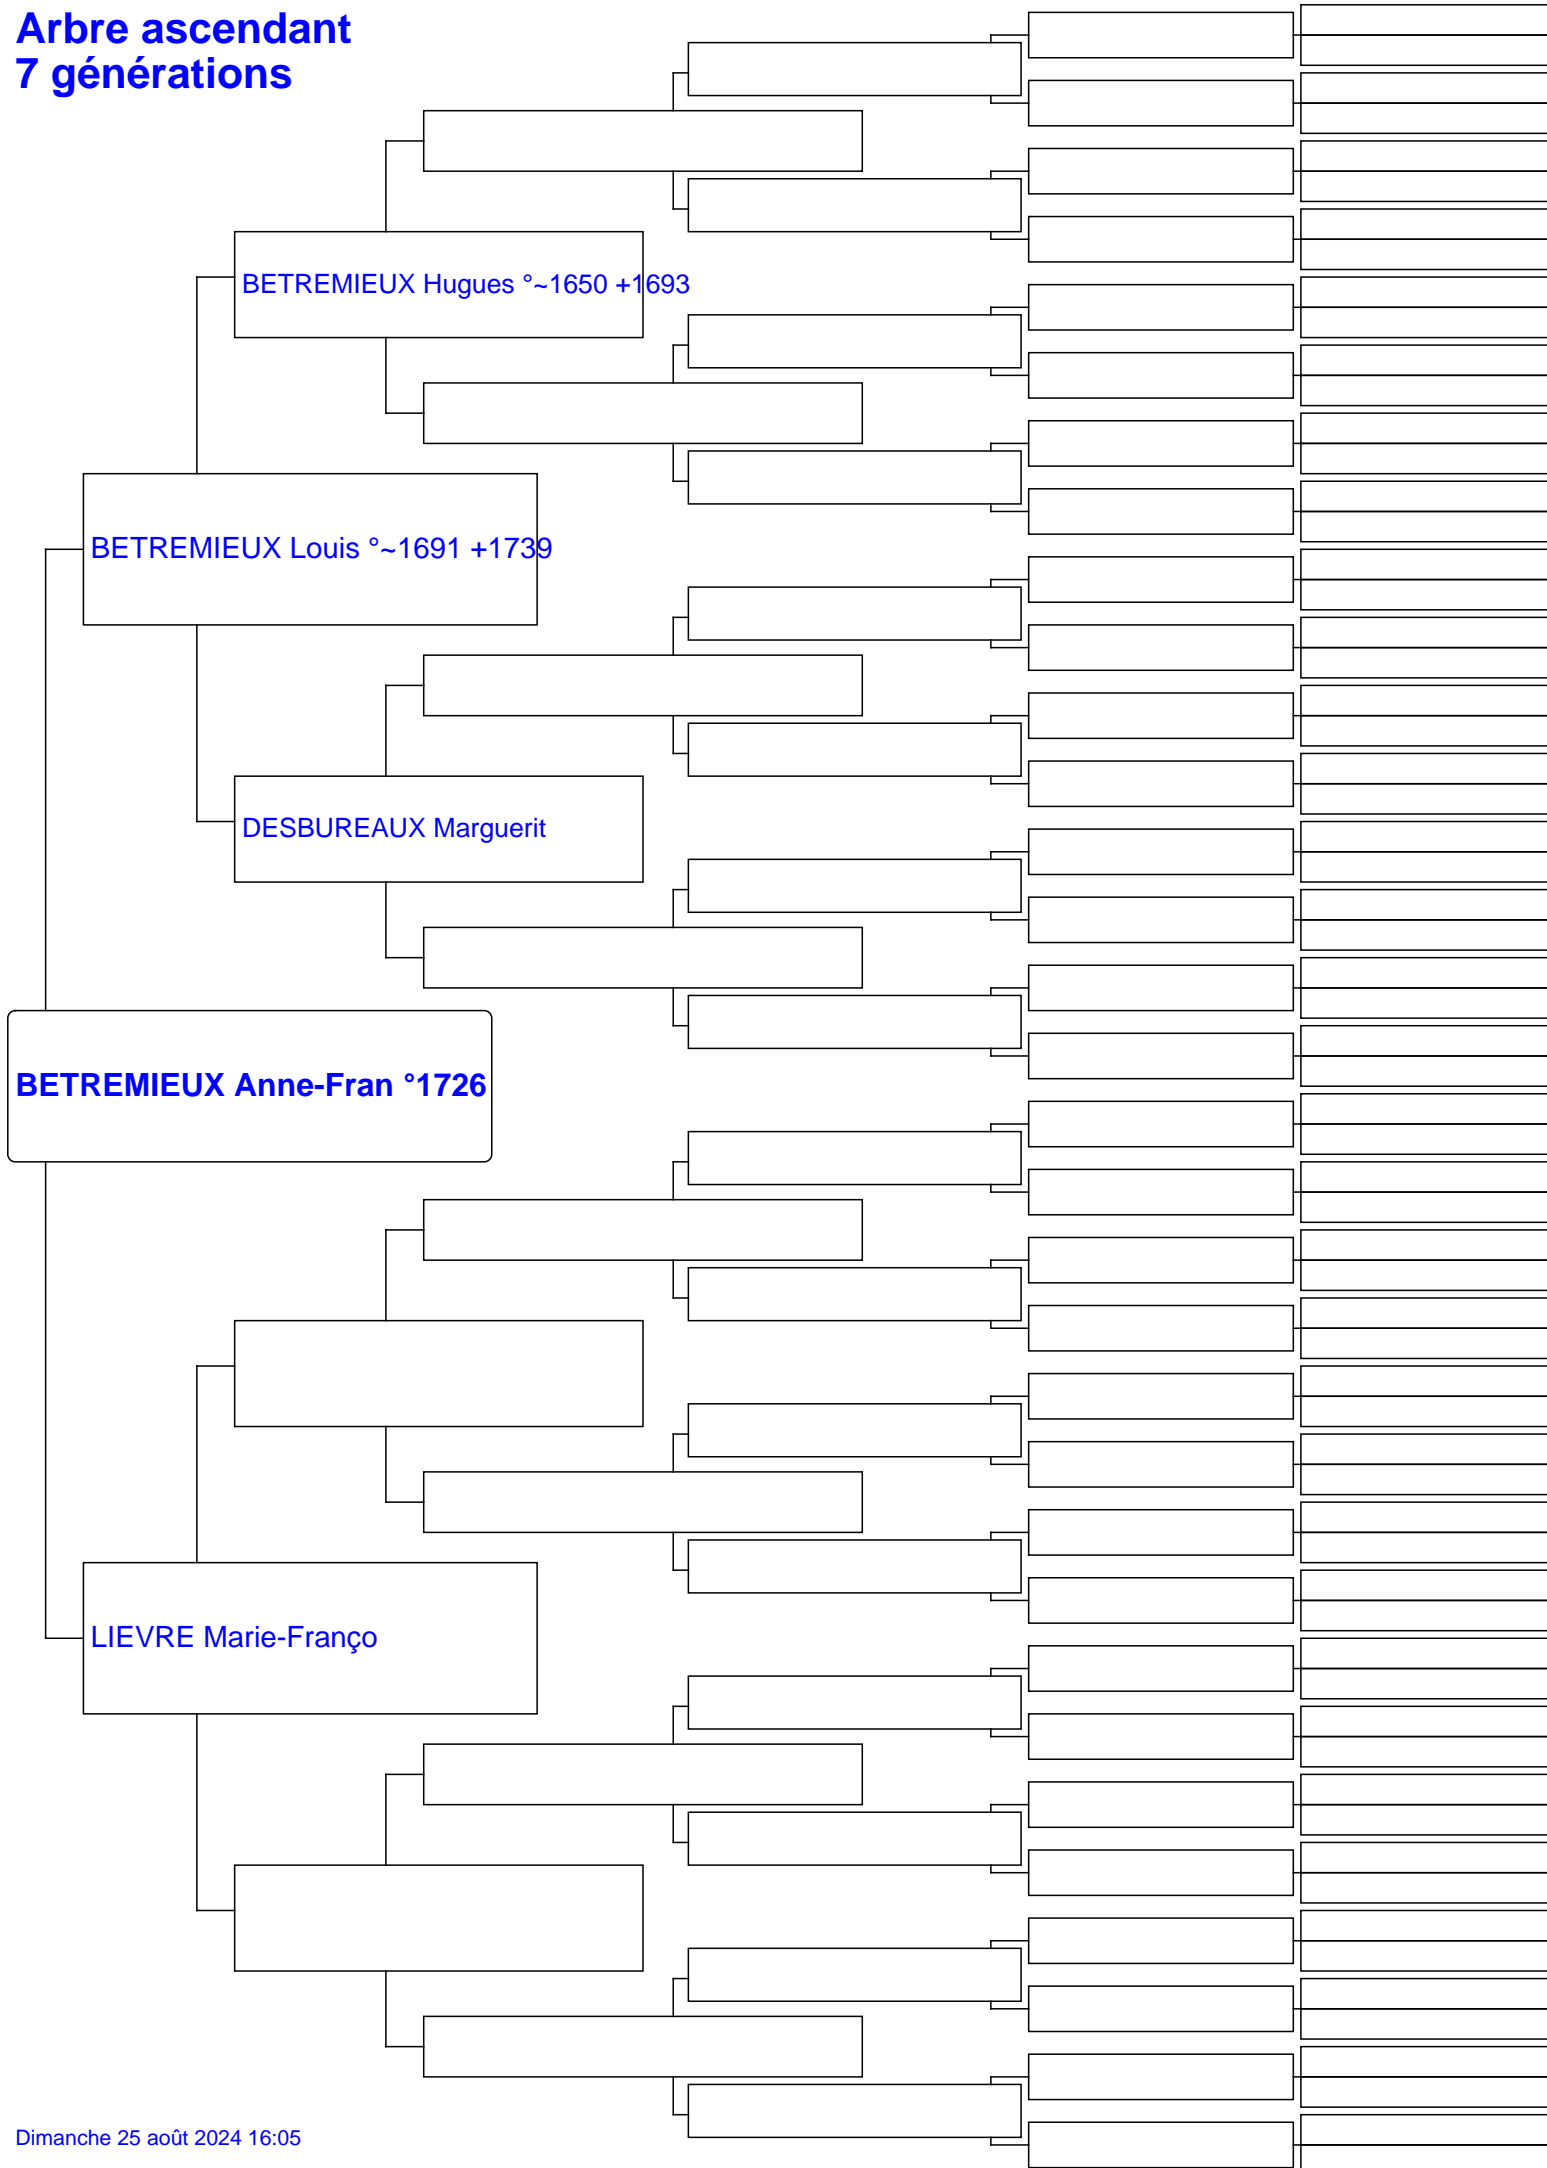 Arbre ascendant
7 générations
BETREMIEUX Hugues °~1650 +1693
BETREMIEUX Louis °~1691 +1739
DESBUREAUX Marguerit
BETREMIEUX Anne-Fran °1726
LIEVRE Marie-Franço
Dimanche 25 août 2024 16:05